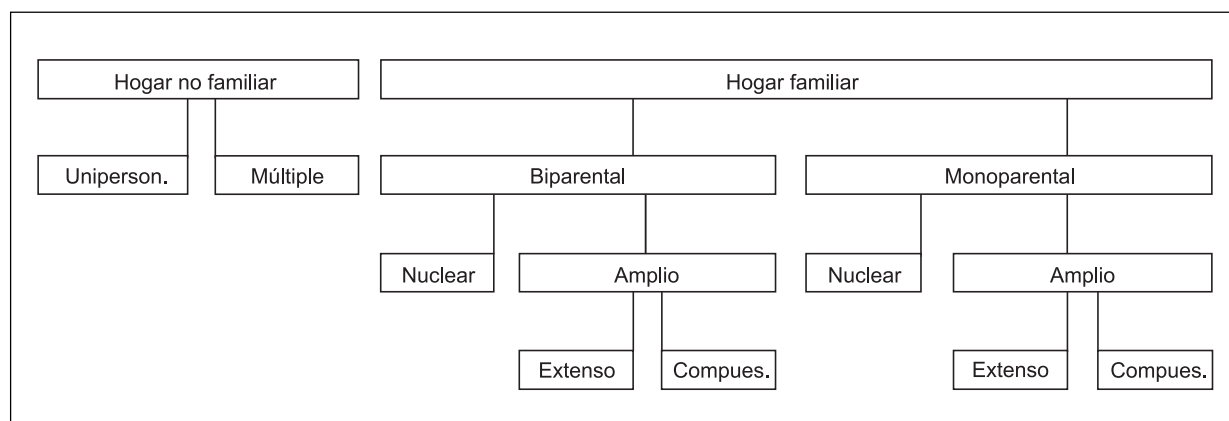 Hogar no familiar
Hogar familiar
Uniperson.
Múltiple
Biparental
Monoparental
Nuclear
Amplio
Nuclear
Amplio
Extenso
Compues.
Extenso
Compues.